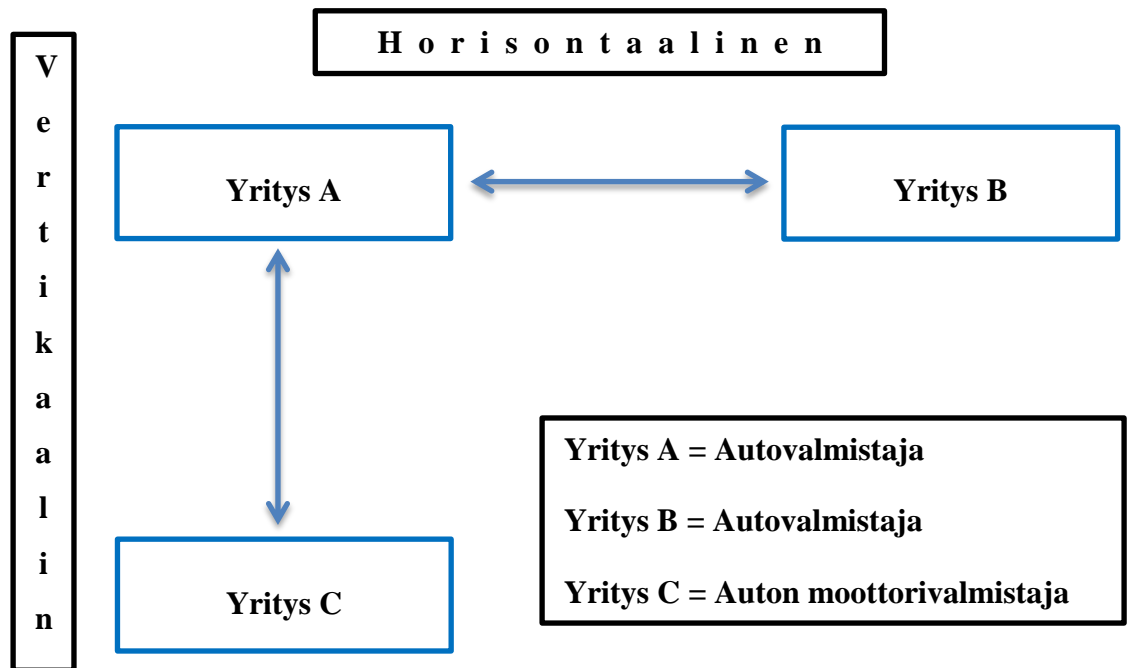 H o r i s o n t a a l i n e n
V
e
r
t
i
k
a
a
l
i
n
Yritys A
Yritys B
Yritys C
Yritys A = Autovalmistaja
Yritys B = Autovalmistaja
Yritys C = Auton moottorivalmistaja